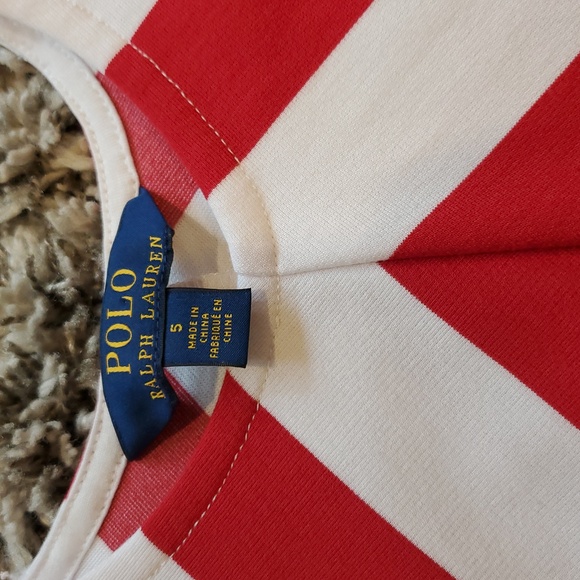 POLO
RALPH LAUREN
5
MADE IN
CHINA
FABRIQUÉ EN
CHINE